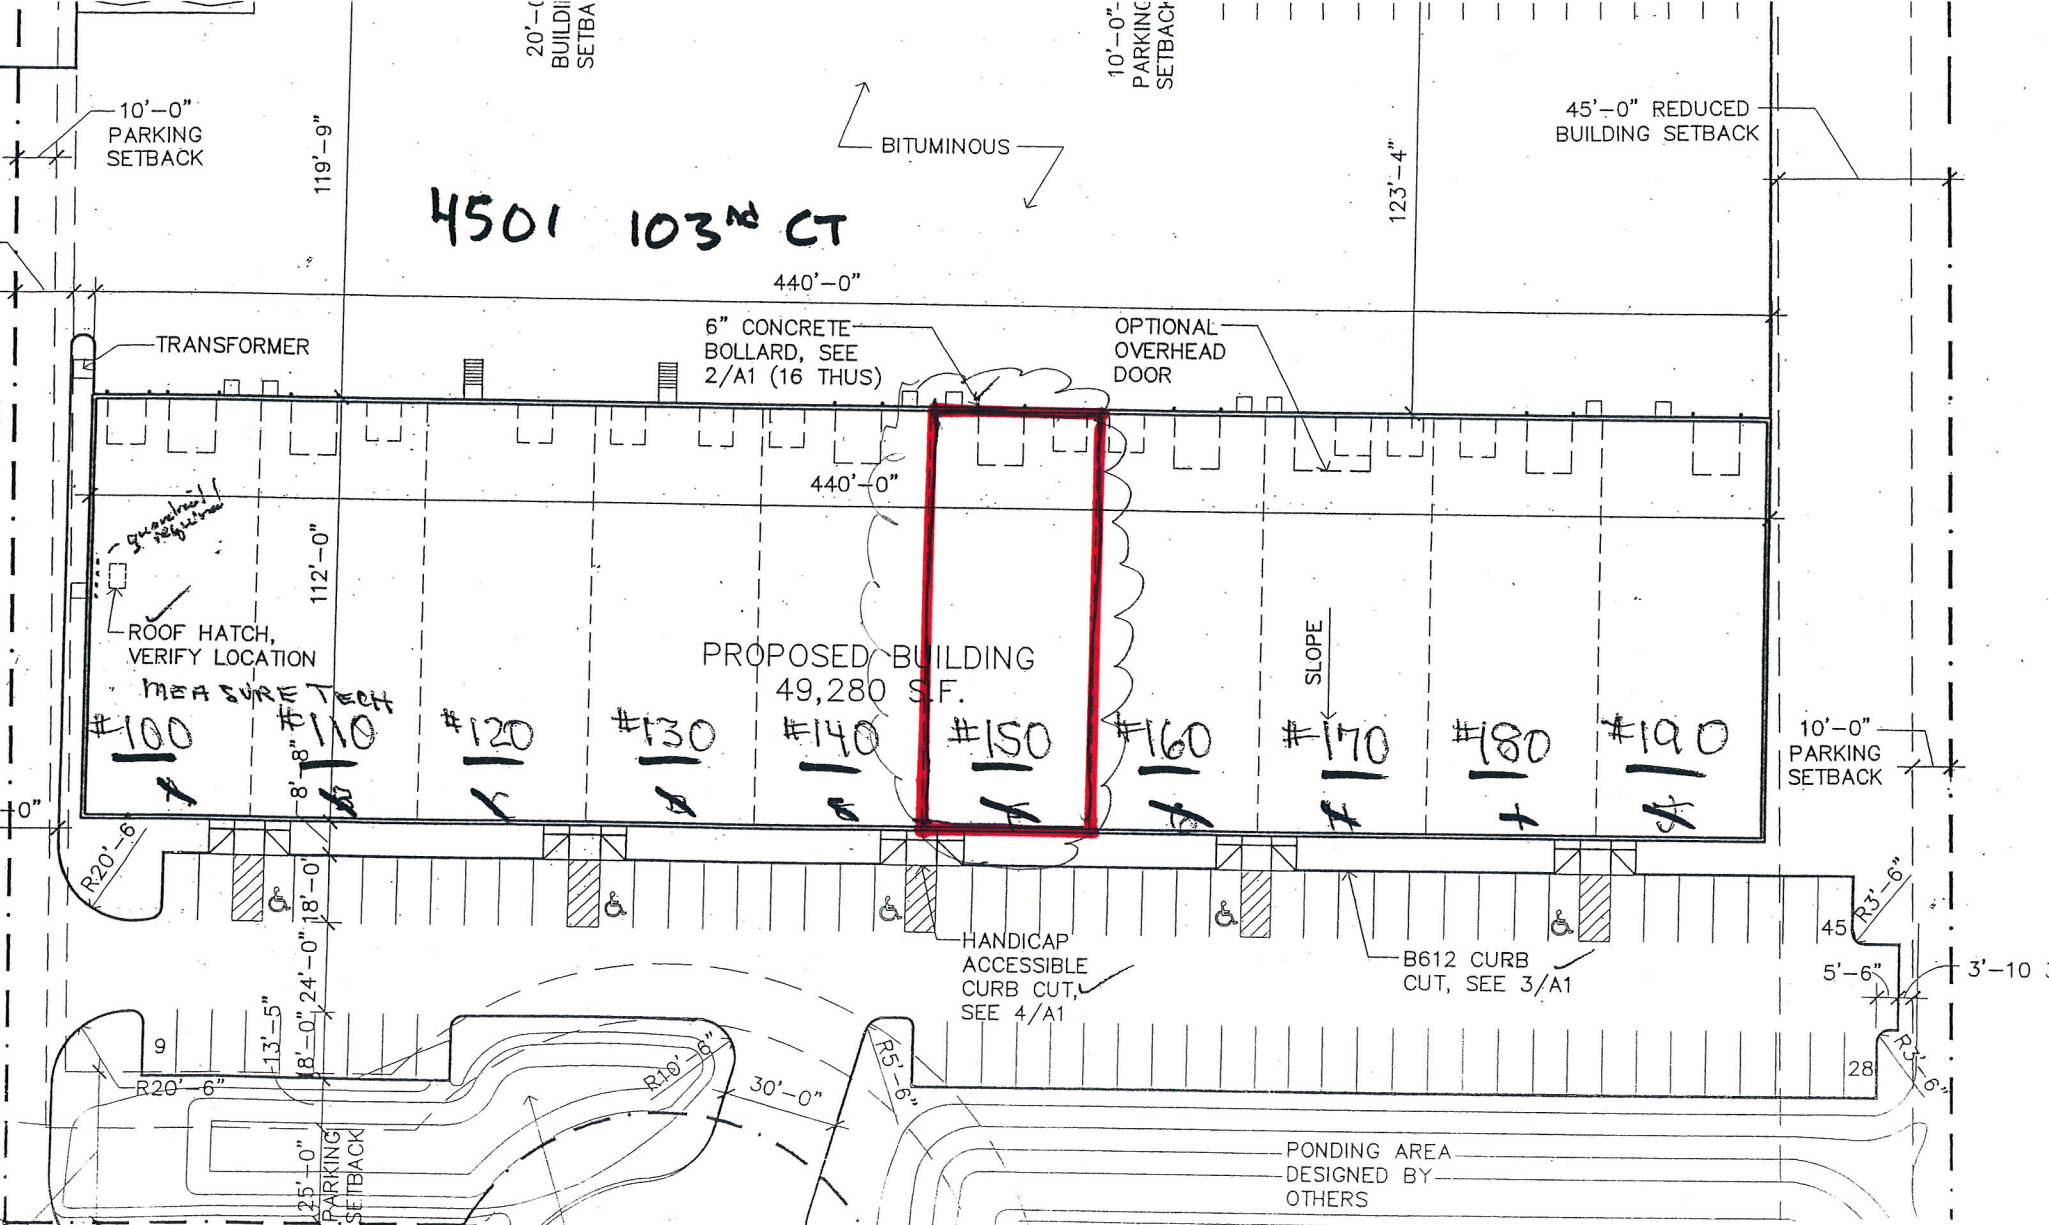 20'-0
BUILDI
SETBA
10'-0"
PARKING
SETBACK
10'-0"
PARKING
SETBACK
119'-9"
BITUMINOUS
123'-4"
45'-0" REDUCED
BUILDING SETBACK
4501 103rd CT
440'-0"
TRANSFORMER
6" CONCRETE
BOLLARD, SEE
2/A1 (16 THUS)
OPTIONAL
OVERHEAD
DOOR
440'-0"
guardrail
required
112'-0"
ROOF HATCH,
VERIFY LOCATION
MEASURE TECH
PROPOSED BUILDING
49,280 S.F.
SLOPE
#100 #110 #120 #130 #140 #150 #160 #170 #180 #190
8'-8"
10'-0"
PARKING
SETBACK
0"
R20'-6"
18'-0"
24'-0"
HANDICAP
ACCESSIBLE
CURB CUT,
SEE 4/A1
B612 CURB
CUT, SEE 3/A1
45
R3'-6"
5'-6"
3'-10
9
13'-5"
18'-0"
R20'-6"
R10'-6"
30'-0"
R5'-6"
28
R3'-6"
25'-0"
PARKING
SETBACK
PONDING AREA
DESIGNED BY
OTHERS